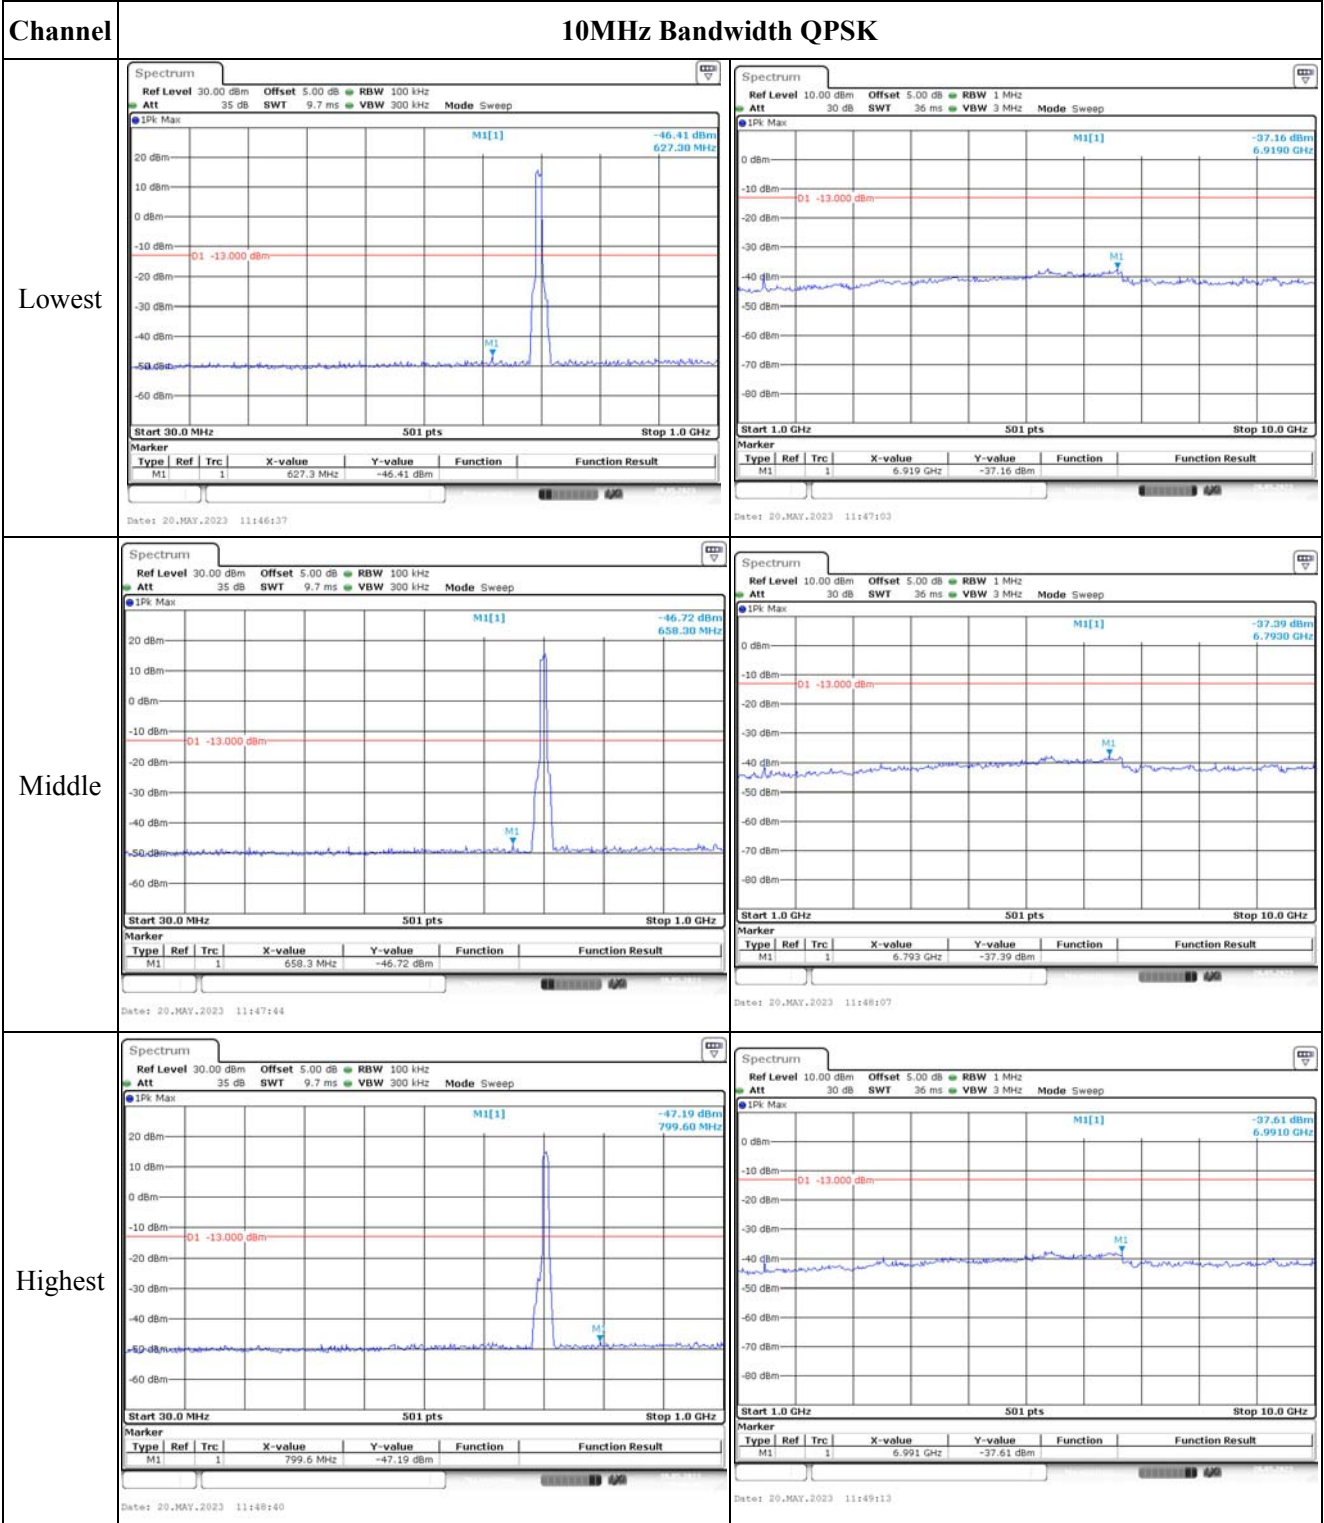 Channel 10MHz Bandwidth QPSK
Lowest
Spectrum
Ref Level 30.00 dBm Offset 5.00 dB RBW 100 kHz
Att 35 dB SWT 9.7 ms VBW 300 kHz Mode Sweep
1Pk Max
M1[1] -46.41 dBm
627.30 MHz
20 dBm
10 dBm
0 dBm
-10 dBm
D1 -13.000 dBm
-20 dBm
-30 dBm
-40 dBm
M1
-50 dBm
-60 dBm
Start 30.0 MHz 501 pts Stop 1.0 GHz
Marker
Type Ref Trc X-value Y-value Function Function Result
M1 1 627.3 MHz -46.41 dBm
Date: 20.MAY.2023 11:46:37
Spectrum
Ref Level 10.00 dBm Offset 5.00 dB RBW 1 MHz
Att 30 dB SWT 36 ms VBW 3 MHz Mode Sweep
1Pk Max
M1[1] -37.16 dBm
6.9190 GHz
0 dBm
-10 dBm
D1 -13.000 dBm
-20 dBm
-30 dBm
M1
-40 dBm
-50 dBm
-60 dBm
-70 dBm
-80 dBm
Start 1.0 GHz 501 pts Stop 10.0 GHz
Marker
Type Ref Trc X-value Y-value Function Function Result
M1 1 6.919 GHz -37.16 dBm
Date: 20.MAY.2023 11:47:03
Middle
Spectrum
Ref Level 30.00 dBm Offset 5.00 dB RBW 100 kHz
Att 35 dB SWT 9.7 ms VBW 300 kHz Mode Sweep
1Pk Max
M1[1] -46.72 dBm
658.30 MHz
20 dBm
10 dBm
0 dBm
-10 dBm
D1 -13.000 dBm
-20 dBm
-30 dBm
-40 dBm
M1
-50 dBm
-60 dBm
Start 30.0 MHz 501 pts Stop 1.0 GHz
Marker
Type Ref Trc X-value Y-value Function Function Result
M1 1 658.3 MHz -46.72 dBm
Date: 20.MAY.2023 11:47:44
Spectrum
Ref Level 10.00 dBm Offset 5.00 dB RBW 1 MHz
Att 30 dB SWT 36 ms VBW 3 MHz Mode Sweep
1Pk Max
M1[1] -37.39 dBm
6.7930 GHz
0 dBm
-10 dBm
D1 -13.000 dBm
-20 dBm
-30 dBm
M1
-40 dBm
-50 dBm
-60 dBm
-70 dBm
-80 dBm
Start 1.0 GHz 501 pts Stop 10.0 GHz
Marker
Type Ref Trc X-value Y-value Function Function Result
M1 1 6.793 GHz -37.39 dBm
Date: 20.MAY.2023 11:48:07
Highest
Spectrum
Ref Level 30.00 dBm Offset 5.00 dB RBW 100 kHz
Att 35 dB SWT 9.7 ms VBW 300 kHz Mode Sweep
1Pk Max
M1[1] -47.19 dBm
799.60 MHz
20 dBm
10 dBm
0 dBm
-10 dBm
D1 -13.000 dBm
-20 dBm
-30 dBm
-40 dBm
M1
-50 dBm
-60 dBm
Start 30.0 MHz 501 pts Stop 1.0 GHz
Marker
Type Ref Trc X-value Y-value Function Function Result
M1 1 799.6 MHz -47.19 dBm
Date: 20.MAY.2023 11:48:40
Spectrum
Ref Level 10.00 dBm Offset 5.00 dB RBW 1 MHz
Att 30 dB SWT 36 ms VBW 3 MHz Mode Sweep
1Pk Max
M1[1] -37.61 dBm
6.9910 GHz
0 dBm
-10 dBm
D1 -13.000 dBm
-20 dBm
-30 dBm
M1
-40 dBm
-50 dBm
-60 dBm
-70 dBm
-80 dBm
Start 1.0 GHz 501 pts Stop 10.0 GHz
Marker
Type Ref Trc X-value Y-value Function Function Result
M1 1 6.991 GHz -37.61 dBm
Date: 20.MAY.2023 11:49:13